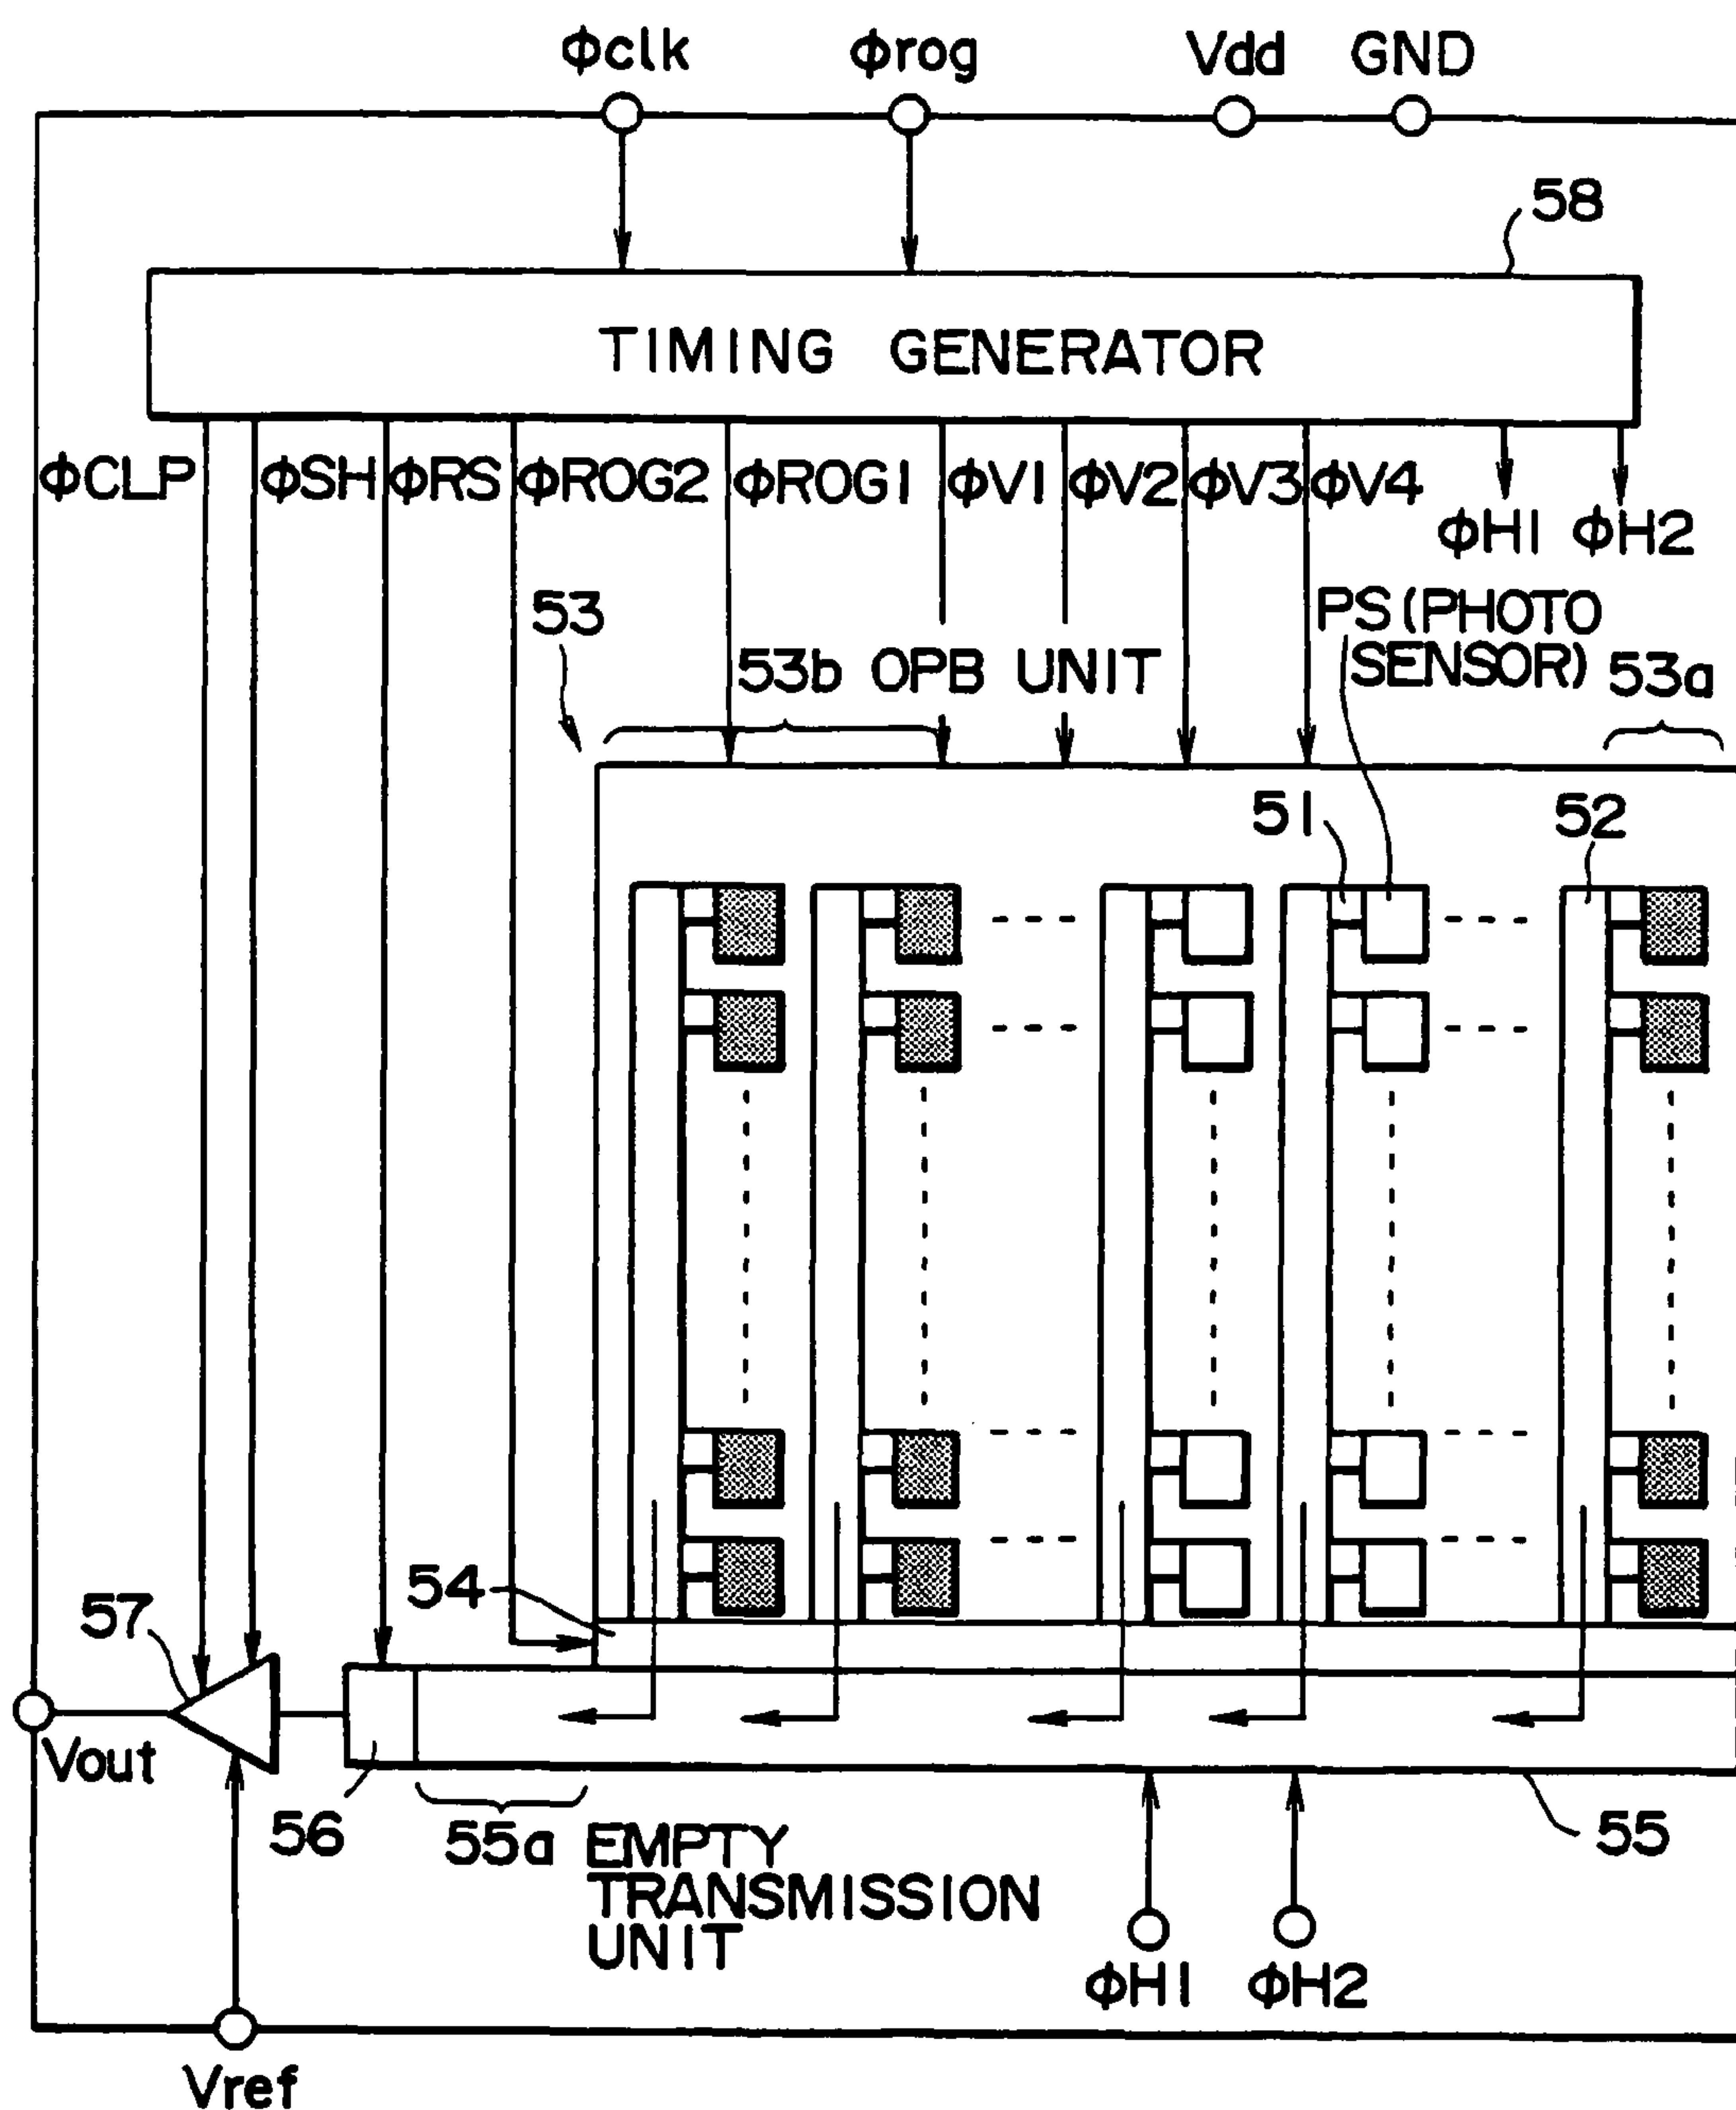 ϕclk ϕrog Vdd GND
58
TIMING GENERATOR
ϕCLP ϕSH ϕRS ϕROG2 ϕROG1 ϕV1 ϕV2 ϕV3 ϕV4
ϕH1 ϕH2
53
PS (PHOTO
SENSOR)
53b OPB UNIT
53a
51
52
54
57
Vout
56
55a EMPTY
TRANSMISSION
UNIT
55
ϕH1 ϕH2
Vref